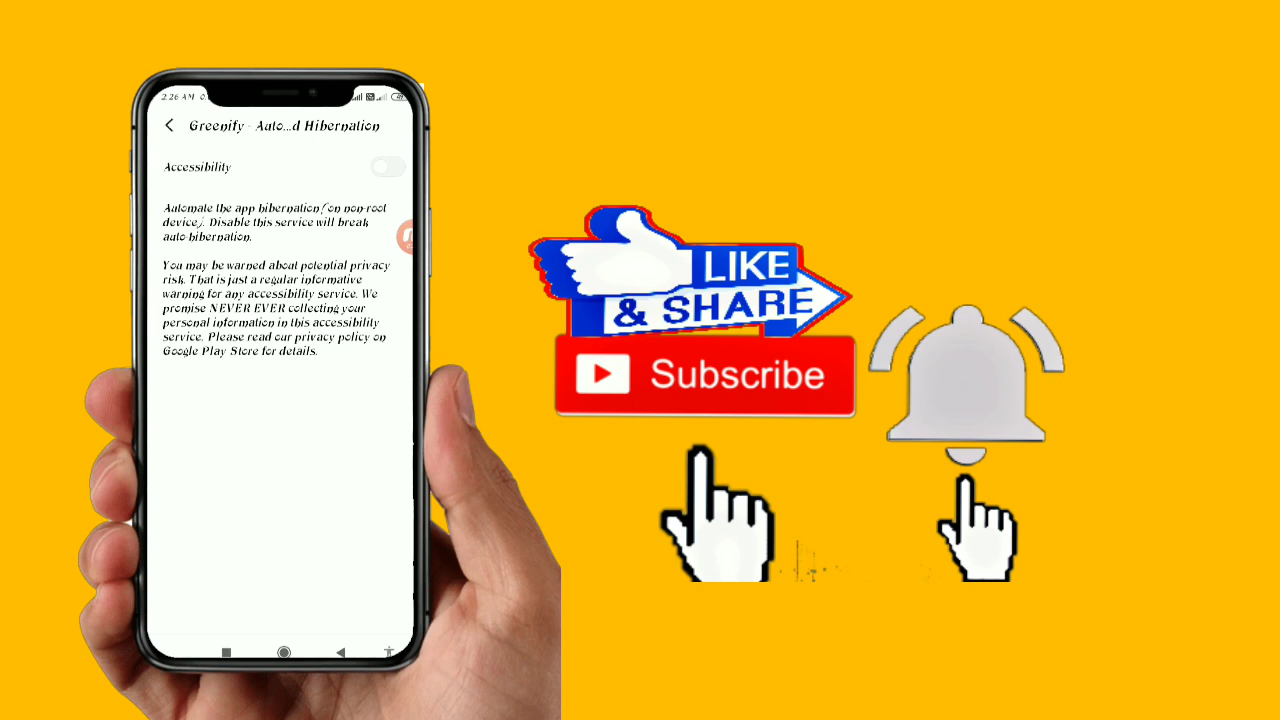 2:26 AM
Greenify - Auto...d Hibernation
Accessibility
Automate the app hibernation (on non-root
device). Disable this service will break
auto-hibernation.
You may be warned about potential privacy
risk. That is just a regular informative
warning for any accessibility service. We
promise NEVER EVER collecting your
personal information in this accessibility
service. Please read our privacy policy on
Google Play Store for details.
LIKE
& SHARE
Subscribe